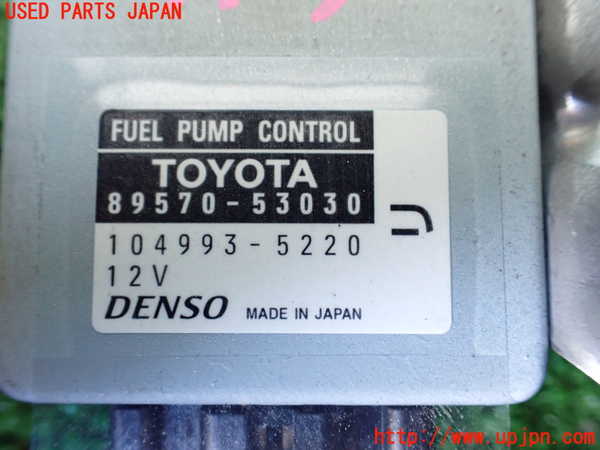 USED PARTS JAPAN
FUEL PUMP CONTROL
TOYOTA
89570-53030
104993-5220
12V
DENSO MADE IN JAPAN
http://www.upjpn.com/